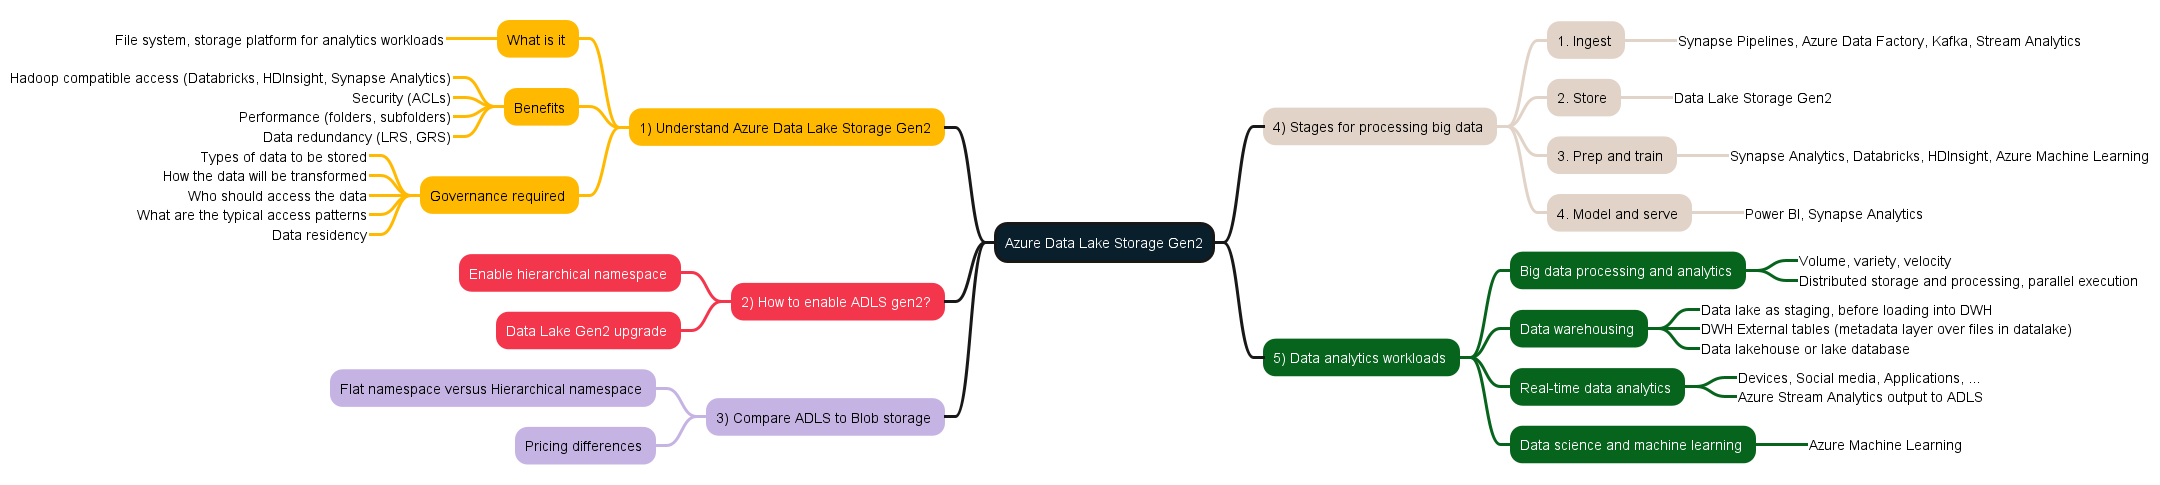 Azure Data Lake Storage Gen2
1) Understand Azure Data Lake Storage Gen2
What is it
File system, storage platform for analytics workloads
Benefits
Hadoop compatible access (Databricks, HDInsight, Synapse Analytics)
Security (ACLs)
Performance (folders, subfolders)
Data redundancy (LRS, GRS)
Governance required
Types of data to be stored
How the data will be transformed
Who should access the data
What are the typical access patterns
Data residency
2) How to enable ADLS gen2?
Enable hierarchical namespace
Data Lake Gen2 upgrade
3) Compare ADLS to Blob storage
Flat namespace versus Hierarchical namespace
Pricing differences
4) Stages for processing big data
1. Ingest
Synapse Pipelines, Azure Data Factory, Kafka, Stream Analytics
2. Store
Data Lake Storage Gen2
3. Prep and train
Synapse Analytics, Databricks, HDInsight, Azure Machine Learning
4. Model and serve
Power BI, Synapse Analytics
5) Data analytics workloads
Big data processing and analytics
Volume, variety, velocity
Distributed storage and processing, parallel execution
Data warehousing
Data lake as staging, before loading into DWH
DWH External tables (metadata layer over files in datalake)
Data lakehouse or lake database
Real-time data analytics
Devices, Social media, Applications, ...
Azure Stream Analytics output to ADLS
Data science and machine learning
Azure Machine Learning